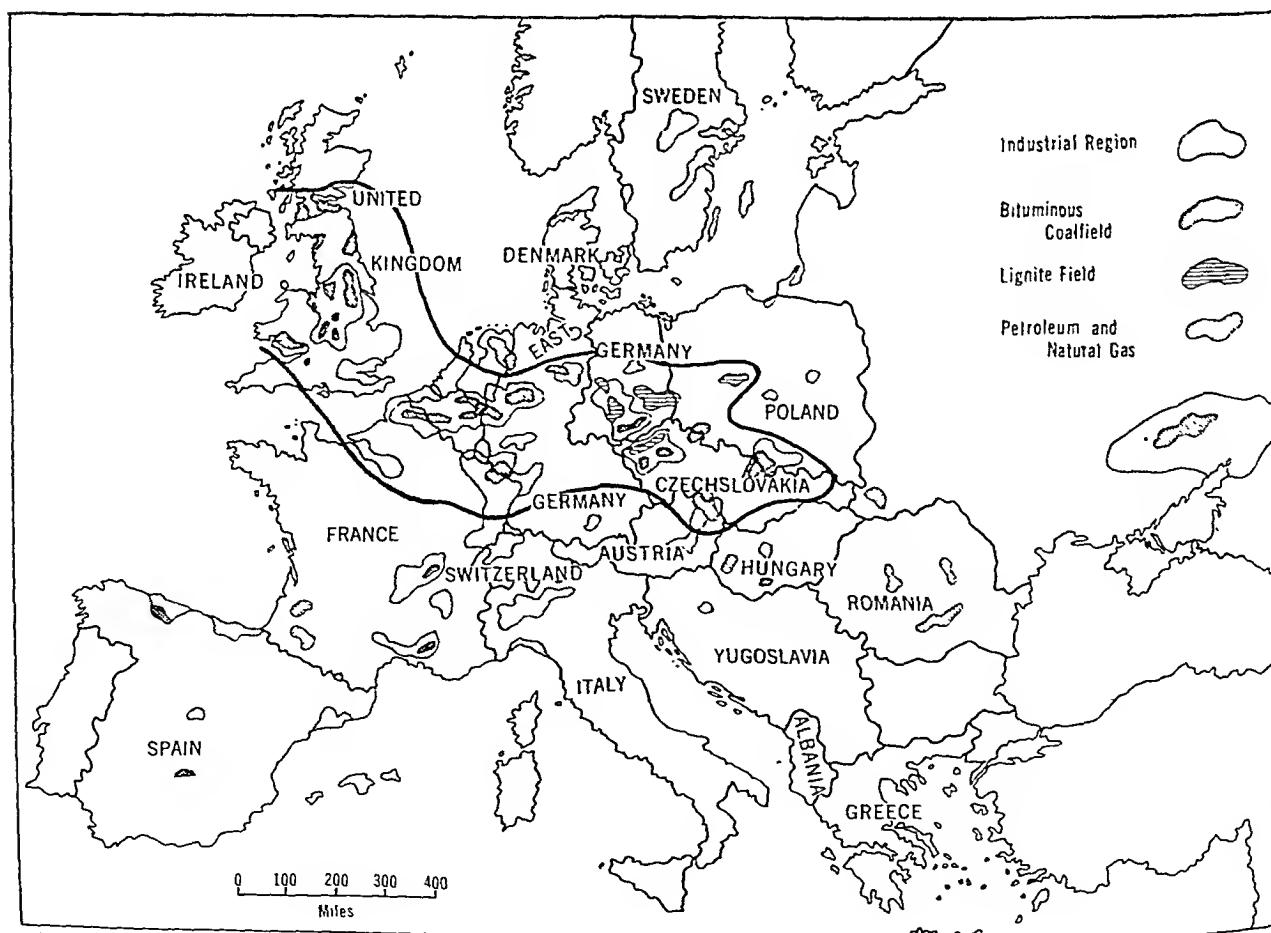 SWEDEN
Industrial Region
UNITED
Bituminous
Coalfield
KINGDOM
DENMARK
IRELAND
Lignite Field
EAST
GERMANY
Petroleum and
Natural Gas
POLAND
CZECHSLOVAKIA
GERMANY
FRANCE
AUSTRIA
SWITZERLAND
HUNGARY
ROMANIA
YUGOSLAVIA
ITALY
SPAIN
ALBANIA
GREECE
0 100 200 300 400
Miles